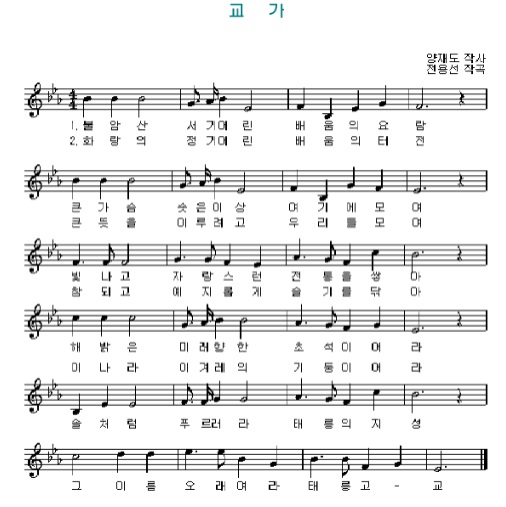 교 가
양재도 작사
전용선 작곡
4 4
1. 불 암 산 서 기 어 린 배 움 의 요 람
2. 화 랑 의 정 기 어 린 배 움 의 터 전
큰 가 슴 솟 은 이 상 여 기 에 모 여
큰 뜻 을 이 루 려 고 우 리 들 모 여
빛 나 고 자 랑 스 런 전 통 을 쌓 아
참 되 고 예 지 롭 게 슬 기 를 닦 아
해 밝 은 미 래 향 한 초 석 이 어 라
이 나 라 이 겨 레 의 기 둥 이 어 라
솔 처 럼 푸 르 러 라 태 릉 의 지 성
그 이 름 오 래 여 라 태 릉 고 - 교